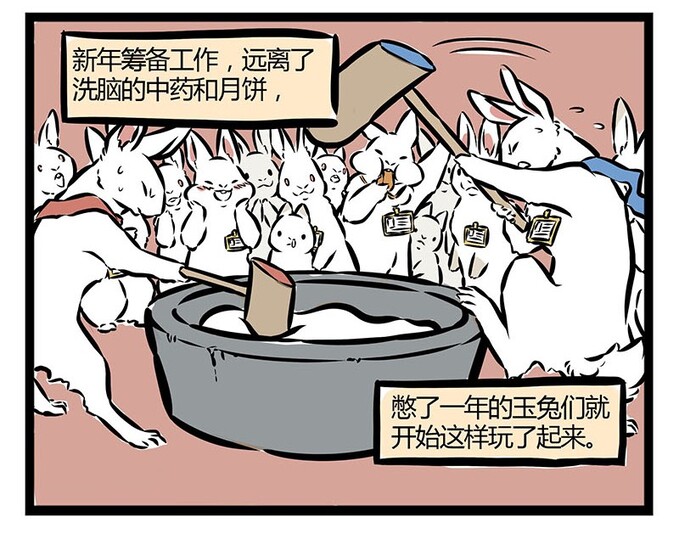 新年筹备工作，远离了
洗脑的中药和月饼，
憋了一年的玉兔们就
开始这样玩了起来。